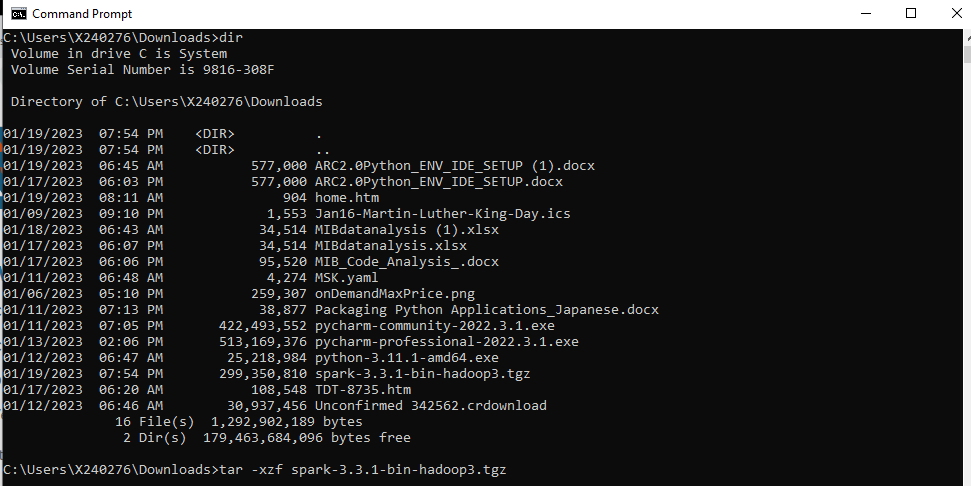 Command Prompt
C:\Users\X240276\Downloads>dir
 Volume in drive C is System
 Volume Serial Number is 9816-308F
 Directory of C:\Users\X240276\Downloads
01/19/2023  07:54 PM    <DIR>          .
01/19/2023  07:54 PM    <DIR>          ..
01/19/2023  06:45 AM           577,000 ARC2.0Python_ENV_IDE_SETUP (1).docx
01/17/2023  06:03 PM           577,000 ARC2.0Python_ENV_IDE_SETUP.docx
01/19/2023  08:11 AM               904 home.htm
01/09/2023  09:10 PM             1,553 Jan16-Martin-Luther-King-Day.ics
01/18/2023  06:43 AM            34,514 MIBdatanalysis (1).xlsx
01/17/2023  06:07 PM            34,514 MIBdatanalysis.xlsx
01/17/2023  06:06 PM            95,520 MIB_Code_Analysis_.docx
01/11/2023  06:48 AM             4,274 MSK.yaml
01/06/2023  05:10 PM           259,307 onDemandMaxPrice.png
01/11/2023  07:13 PM            38,877 Packaging Python Applications_Japanese.docx
01/11/2023  07:05 PM       422,493,552 pycharm-community-2022.3.1.exe
01/13/2023  02:06 PM       513,169,376 pycharm-professional-2022.3.1.exe
01/12/2023  06:47 AM        25,218,984 python-3.11.1-amd64.exe
01/19/2023  07:54 PM       299,350,810 spark-3.3.1-bin-hadoop3.tgz
01/17/2023  06:20 AM           108,548 TDT-8735.htm
01/12/2023  06:46 AM        30,937,456 Unconfirmed 342562.crdownload
              16 File(s)  1,292,902,189 bytes
               2 Dir(s)  179,463,684,096 bytes free
C:\Users\X240276\Downloads>tar -xzf spark-3.3.1-bin-hadoop3.tgz